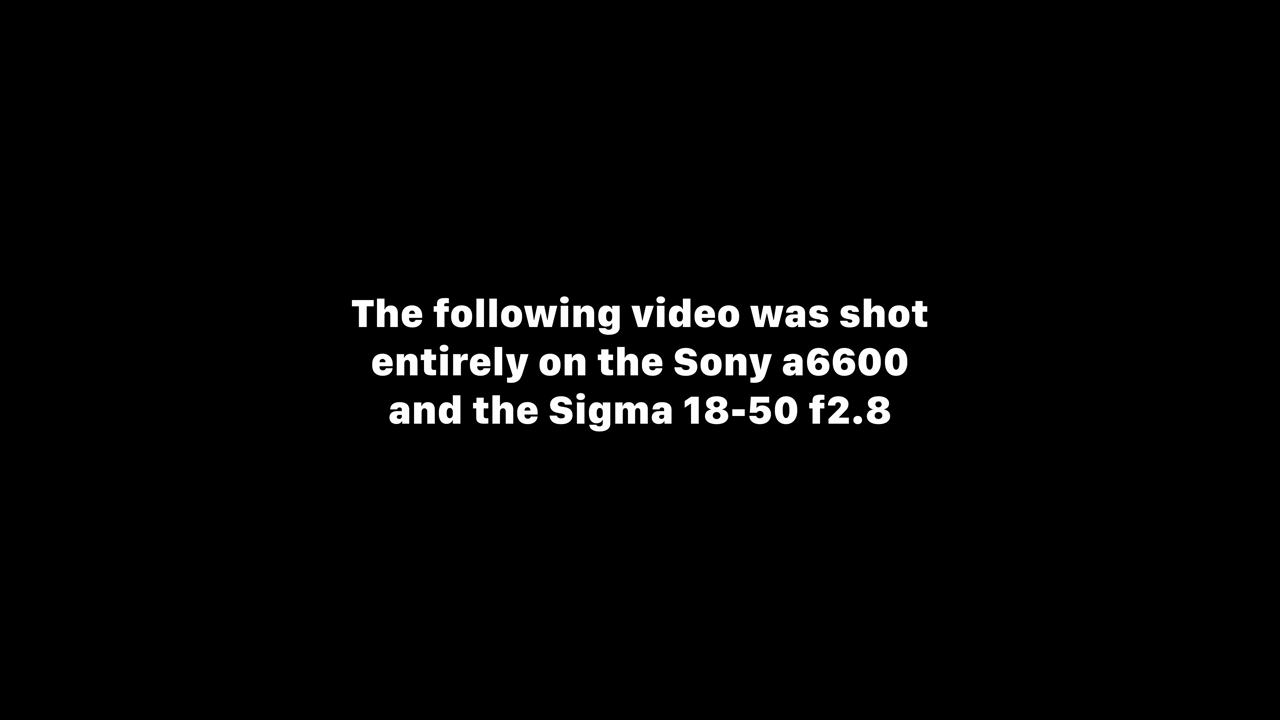 The following video was shot
entirely on the Sony a6600
and the Sigma 18-50 f2.8